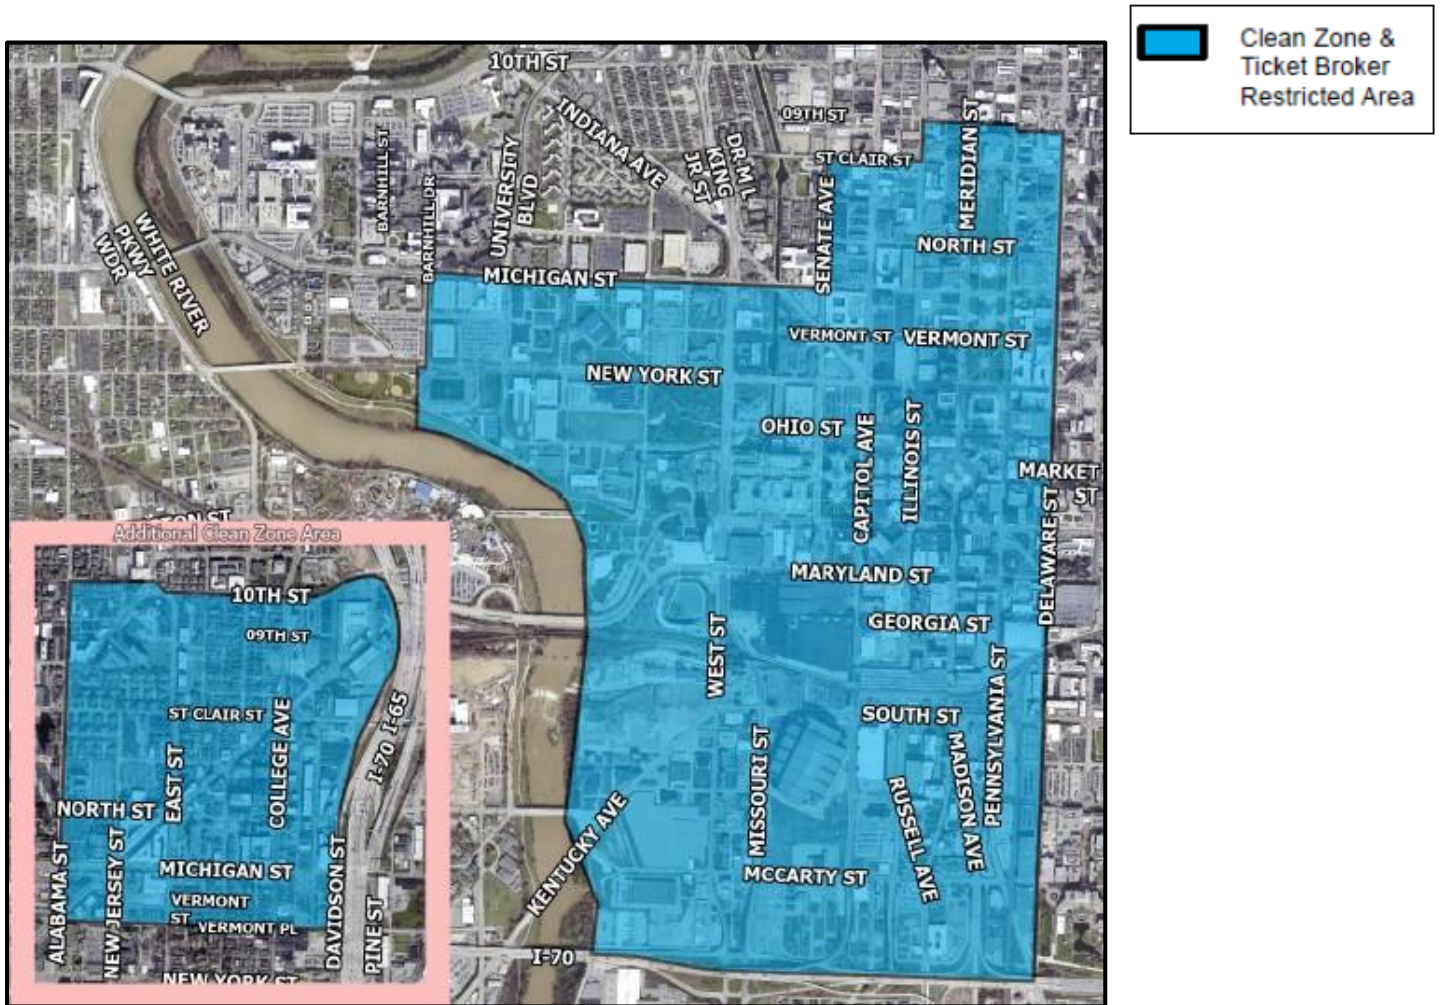 Clean Zone &
Ticket Broker
Restricted Area
10TH ST
INDIANA AVE
09TH ST
DR M L
KING
JR ST
ST CLAIR ST
MERIDIAN ST
BARNHILL ST
BARNHILL DR
UNIVERSITY
BLVD
SENATE AVE
NORTH ST
WHITE RIVER
PKWY
WDR
MICHIGAN ST
VERMONT ST
VERMONT ST
NEW YORK ST
OHIO ST
CAPITOL AVE
ILLINOIS ST
MARKET
ST
DELAWARE ST
MARYLAND ST
GEORGIA ST
WEST ST
PENNSYLVANIA ST
SOUTH ST
MISSOURI ST
MADISON AVE
RUSSELL AVE
KENTUCKY AVE
MCCARTY ST
I-70
ST
Additional Clean Zone Area
10TH ST
09TH ST
ST CLAIR ST
COLLEGE AVE
EAST ST
I-70 I-65
NORTH ST
ALABAMA ST
NEW JERSEY ST
MICHIGAN ST
VERMONT
ST
VERMONT PL
DAVIDSON ST
PINE ST
NEW YORK ST